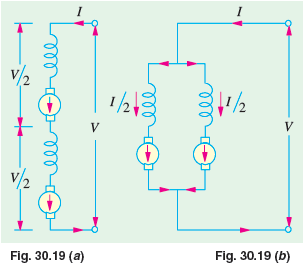 I
V/2
V
V/2
I
I/2
I/2
V
Fig. 30.19 (a)
Fig. 30.19 (b)